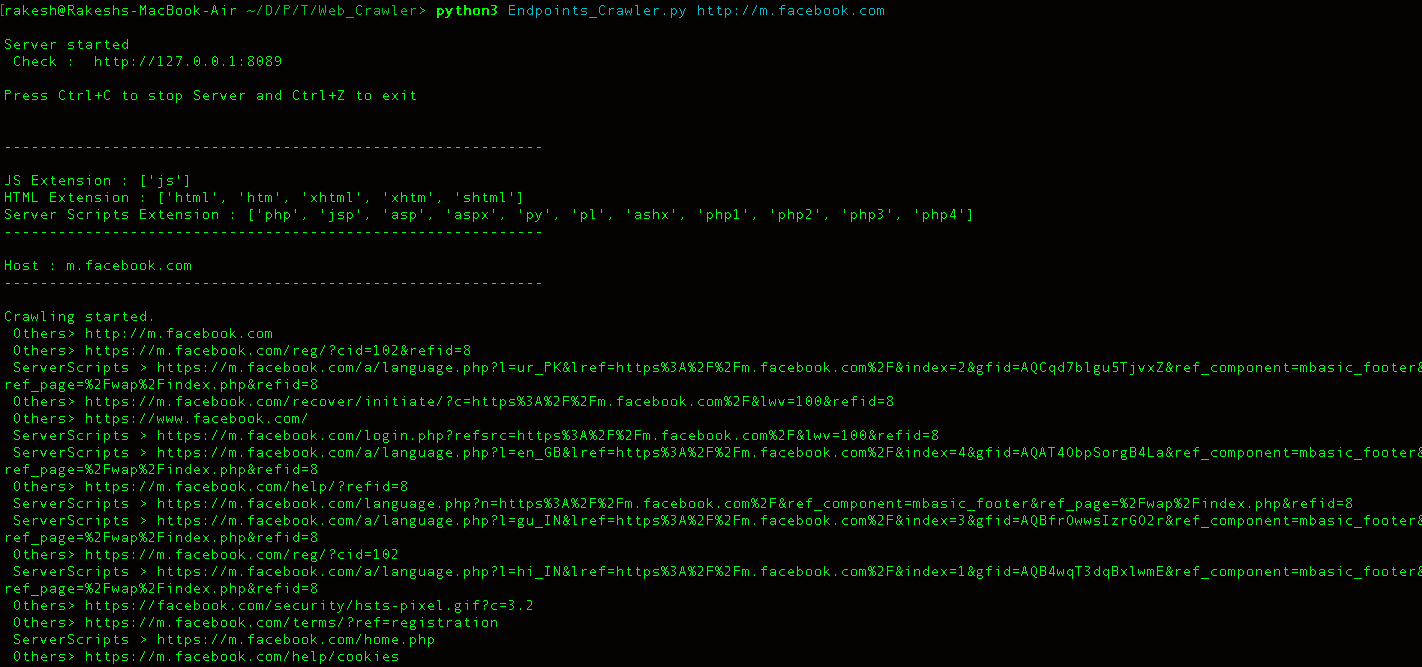 [rakesh@Rakeshs-MacBook-Air ~/D/P/T/Web_Crawler> python3 Endpoints_Crawler.py http://m.facebook.com
Server started
Check :  http://127.0.0.1:8089
Press Ctrl+C to stop Server and Ctrl+Z to exit
------------------------------------------------------------
JS Extension : ['js']
HTML Extension : ['html', 'htm', 'xhtml', 'xhtm', 'shtml']
Server Scripts Extension : ['php', 'jsp', 'asp', 'aspx', 'py', 'pl', 'ashx', 'php1', 'php2', 'php3', 'php4']
------------------------------------------------------------
Host : m.facebook.com
------------------------------------------------------------
Crawling started.
Others> http://m.facebook.com
Others> https://m.facebook.com/reg/?cid=102&refid=8
ServerScripts > https://m.facebook.com/a/language.php?l=ur_PK&lref=https%3A%2F%2Fm.facebook.com%2F&index=2&gfid=AQCqd7blgu5TjvxZ&ref_component=mbasic_footer&
ref_page=%2Fwap%2Findex.php&refid=8
Others> https://m.facebook.com/recover/initiate/?c=https%3A%2F%2Fm.facebook.com%2F&lwv=100&refid=8
Others> https://www.facebook.com/
ServerScripts > https://m.facebook.com/login.php?refsrc=https%3A%2F%2Fm.facebook.com%2F&lwv=100&refid=8
ServerScripts > https://m.facebook.com/a/language.php?l=en_GB&lref=https%3A%2F%2Fm.facebook.com%2F&index=4&gfid=AQAT4ObpSorgB4La&ref_component=mbasic_footer&
ref_page=%2Fwap%2Findex.php&refid=8
Others> https://m.facebook.com/help/?refid=8
ServerScripts > https://m.facebook.com/language.php?n=https%3A%2F%2Fm.facebook.com%2F&ref_component=mbasic_footer&ref_page=%2Fwap%2Findex.php&refid=8
ServerScripts > https://m.facebook.com/a/language.php?l=gu_IN&lref=https%3A%2F%2Fm.facebook.com%2F&index=3&gfid=AQBfrOwwsIzrGO2r&ref_component=mbasic_footer&
ref_page=%2Fwap%2Findex.php&refid=8
Others> https://m.facebook.com/reg/?cid=102
ServerScripts > https://m.facebook.com/a/language.php?l=hi_IN&lref=https%3A%2F%2Fm.facebook.com%2F&index=1&gfid=AQB4wqT3dqBxlwmE&ref_component=mbasic_footer&
ref_page=%2Fwap%2Findex.php&refid=8
Others> https://facebook.com/security/hsts-pixel.gif?c=3.2
Others> https://m.facebook.com/terms/?ref=registration
ServerScripts > https://m.facebook.com/home.php
Others> https://m.facebook.com/help/cookies